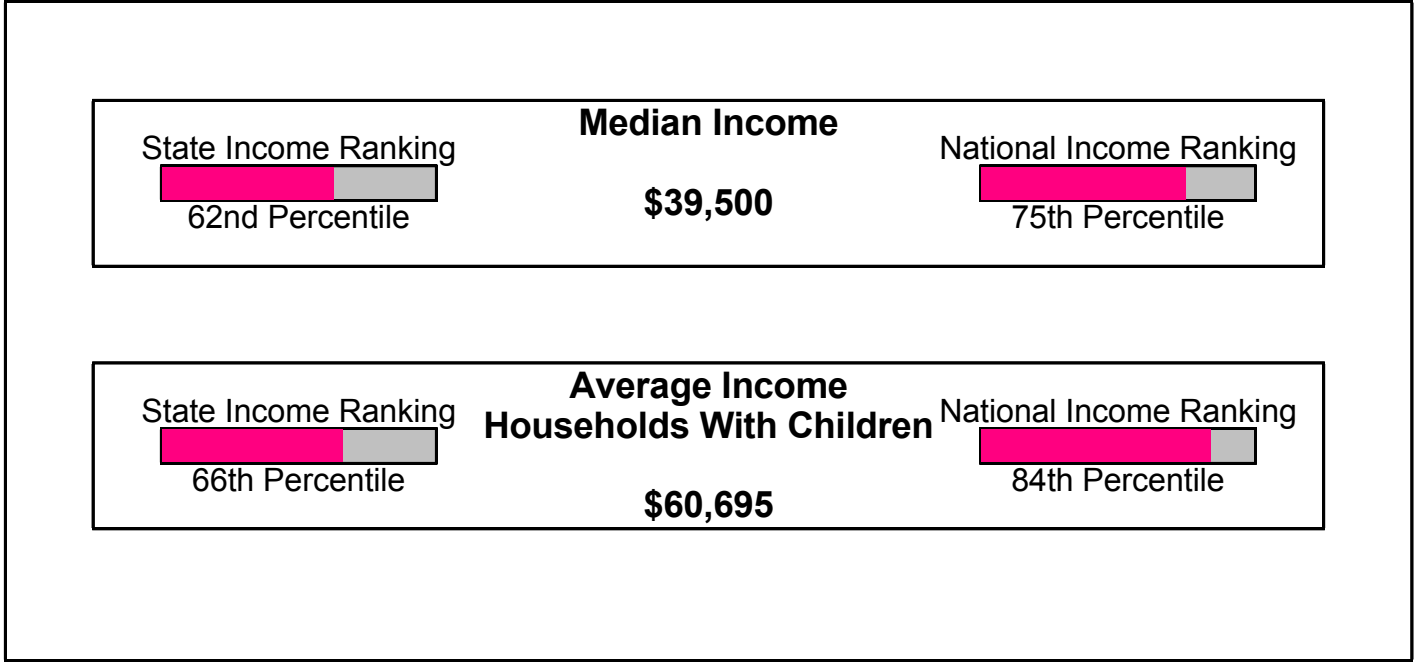 Median Income
State Income Ranking
National Income Ranking
$39,500
62nd Percentile
75th Percentile
Average Income
State Income Ranking
Households With Children
National Income Ranking
66th Percentile
84th Percentile
$60,695